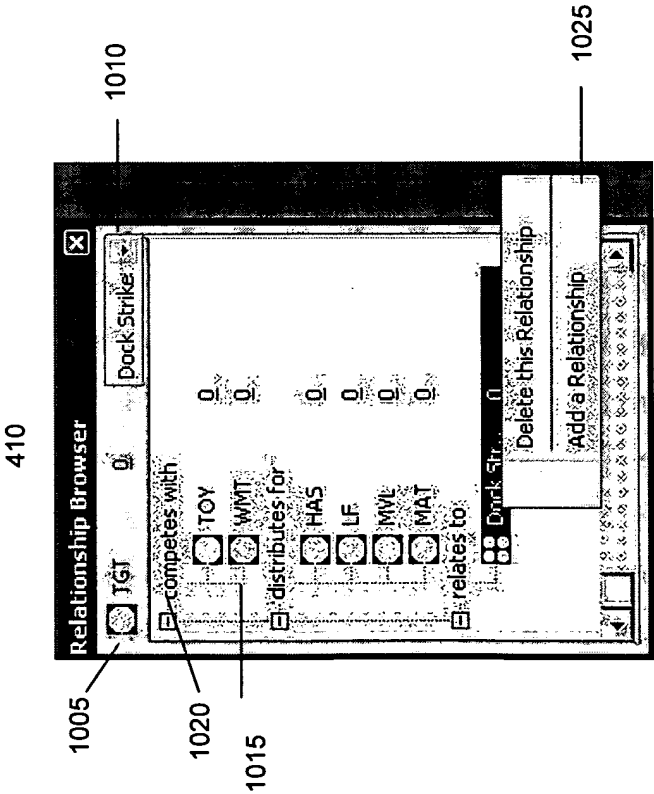 410
Relationship Browser
TGT 0 Dock Strike
competes with
TOY 0
WMT 0
distributes for
HAS 0
LF 0
MVL 0
MAT 0
relates to
Dock Str... 0
Delete this Relationship
Add a Relationship
1005
1010
1015
1020
1025